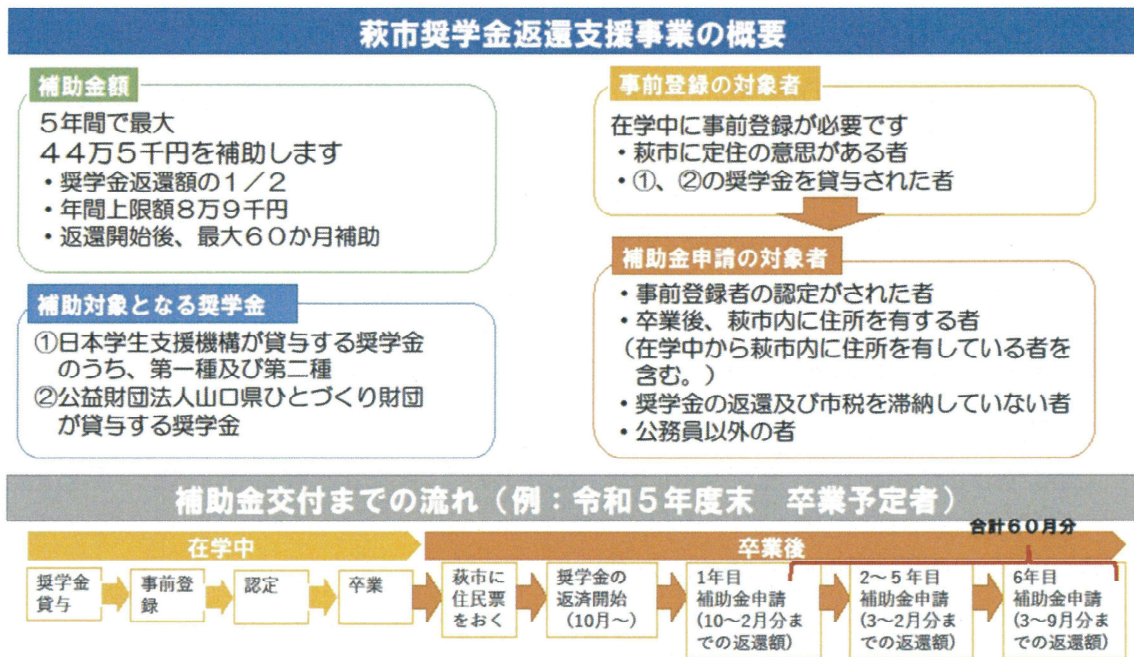 萩市奨学金返還支援事業の概要
補助金額
5年間で最大
44万5千円を補助します
・奨学金返還額の1/2
・年間上限額8万9千円
・返還開始後、最大60か月補助
補助対象となる奨学金
①日本学生支援機構が貸与する奨学金
のうち、第一種及び第二種
②公益財団法人山口県ひとづくり財団
が貸与する奨学金
事前登録の対象者
在学中に事前登録が必要です
・萩市に定住の意思がある者
・①、②の奨学金を貸与された者
補助金申請の対象者
・事前登録者の認定がされた者
・卒業後、萩市内に住所を有する者
(在学中から萩市内に住所を有している者を
含む。)
・奨学金の返還及び市税を滞納していない者
・公務員以外の者
補助金交付までの流れ(例:令和5年度末 卒業予定者)
合計60月分
在学中
卒業後
奨学金
貸与
事前登
録
認定
卒業
萩市に
住民票
をおく
奨学金の
返済開始
(10月~)
1年目
補助金申請
(10~2月分ま
での返還額)
2~5年目
補助金申請
(3~2月分ま
での返還額)
6年目
補助金申請
(3~9月分ま
での返還額)